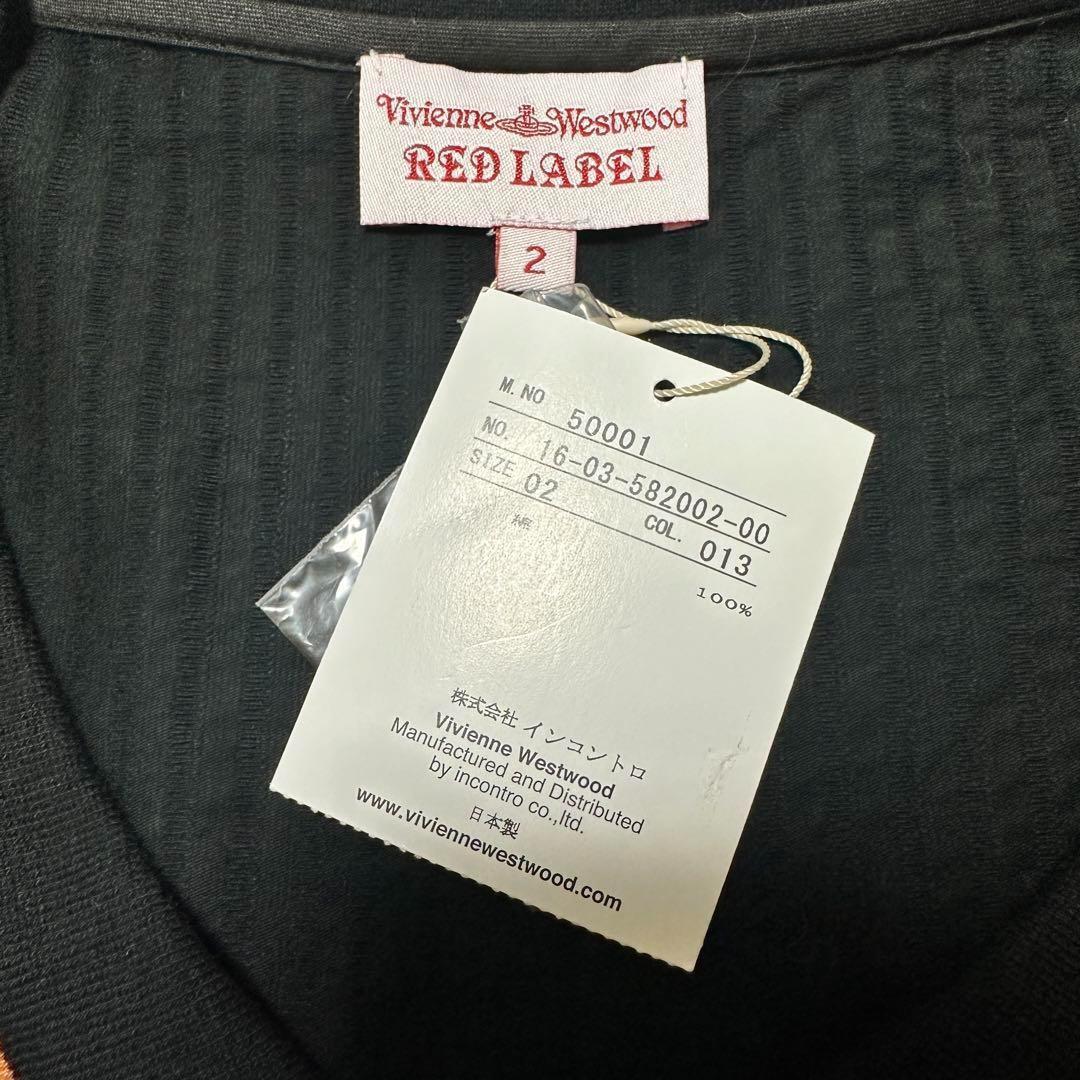 Vivienne Westwood
RED LABEL
2
M. NO 50001
NO. 16-03-582002-00
SIZE 02 COL. 013
100%
株式会社 インコントロ
Vivienne Westwood
Manufactured and Distributed
by incontro co.,ltd.
日本製
www.viviennewestwood.com